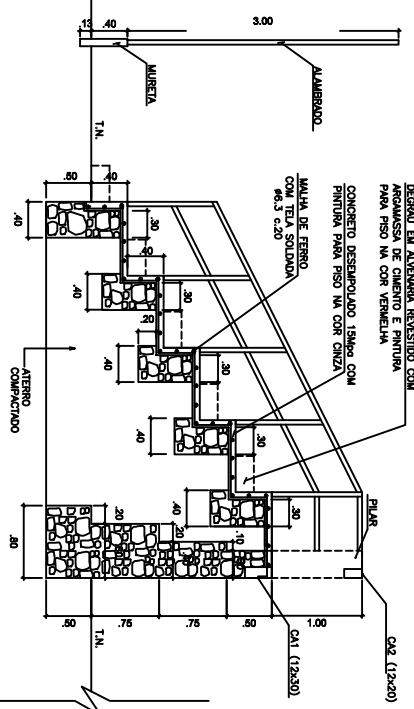 DEGRAU EM ALVENARIA REVESTIDO COM
ARGAMASSA DE CIMENTO E PINTURA
PARA PISO NA COR VERMELHA
CONCRETO DESEMPOLADO 15Mpa COM
PINTURA PARA PISO NA COR CINZA
MALHA DE FERRO
COM TELA SOLDADA
ø6.3 c.20
ALAMBRADO
MURETA
3.00
.40
.13
T.N.
.50
.40
.40
.30
.40
.40
.30
.20
.40
.30
.40
.30
.40
.30
.10
.20
.20
.80
ATERRO
COMPACTADO
PILAR
CA2 (12x20)
CA1 (12x30)
1.00
.50
.75
.75
.50
T.N.